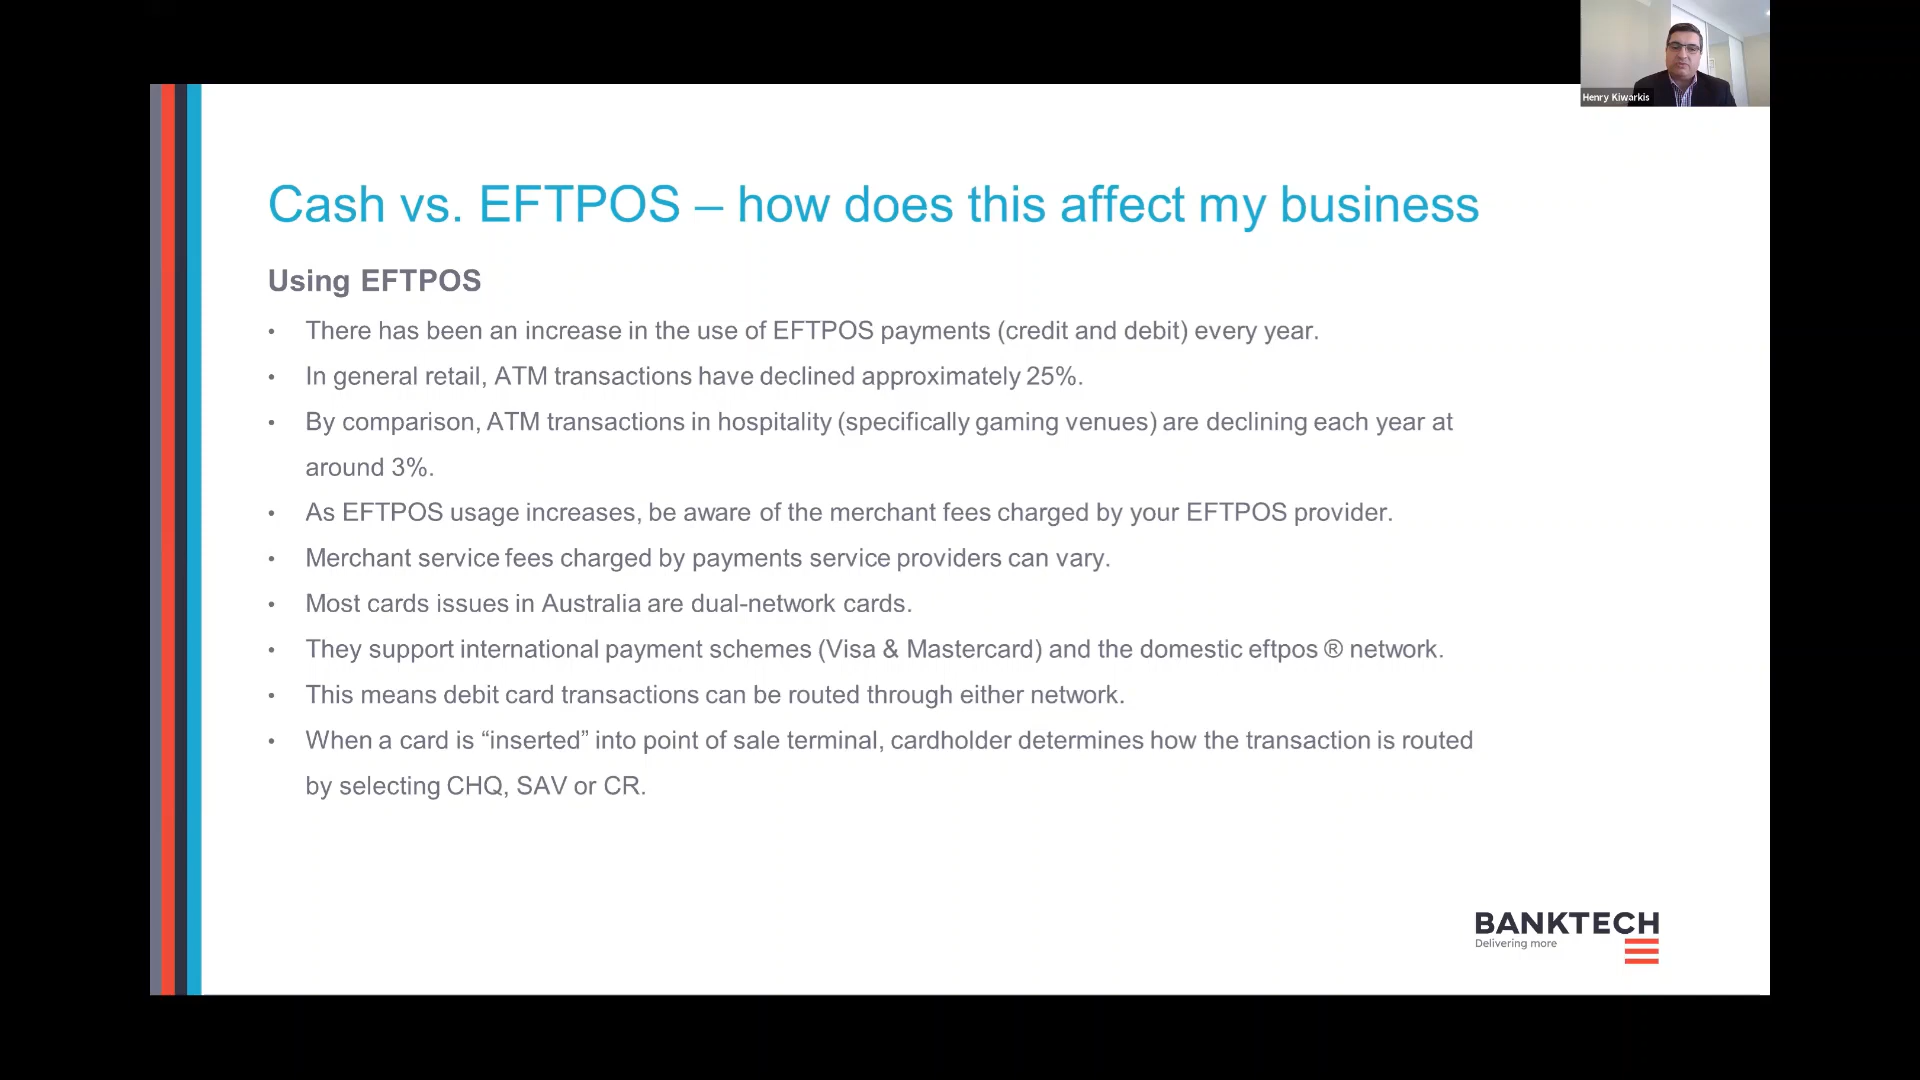 Henry Kiwarkis
Cash vs. EFTPOS – how does this affect my business
Using EFTPOS
• There has been an increase in the use of EFTPOS payments (credit and debit) every year.
• In general retail, ATM transactions have declined approximately 25%.
• By comparison, ATM transactions in hospitality (specifically gaming venues) are declining each year at
around 3%.
• As EFTPOS usage increases, be aware of the merchant fees charged by your EFTPOS provider.
• Merchant service fees charged by payments service providers can vary.
• Most cards issues in Australia are dual-network cards.
• They support international payment schemes (Visa & Mastercard) and the domestic eftpos ® network.
• This means debit card transactions can be routed through either network.
• When a card is “inserted” into point of sale terminal, cardholder determines how the transaction is routed
by selecting CHQ, SAV or CR.
BANKTECH
Delivering more